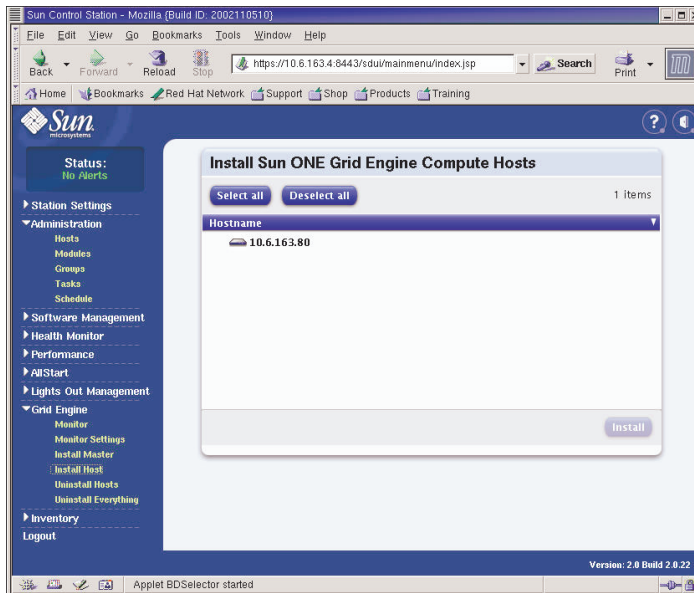 Sun Control Station - Mozilla {Build ID: 2002110510}
File Edit View Go Bookmarks Tools Window Help
Back Forward Reload Stop https://10.6.163.4:8443/sdui/mainmenu/index.jsp Search Print
Home Bookmarks Red Hat Network Support Shop Products Training
Sun
microsystems
?
Status:
No Alerts
Station Settings
Administration
Hosts
Modules
Groups
Tasks
Schedule
Software Management
Health Monitor
Performance
AllStart
Lights Out Management
Grid Engine
Monitor
Monitor Settings
Install Master
Install Host
Uninstall Hosts
Uninstall Everything
Inventory
Logout
Install Sun ONE Grid Engine Compute Hosts
Select all Deselect all 1 items
Hostname
10.6.163.80
Install
Version: 2.0 Build 2.0.22
Applet BDSelector started